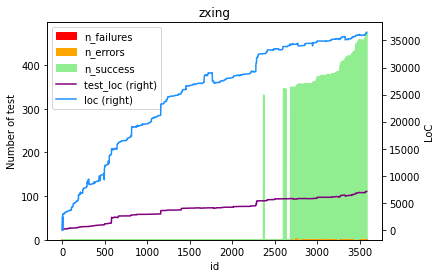 zxing
n_failures
n_errors
n_success
test_loc (right)
loc (right)
Number of test
400
300
200
100
0
35000
30000
25000
20000
15000
10000
5000
0
LoC
0 500 1000 1500 2000 2500 3000 3500
id